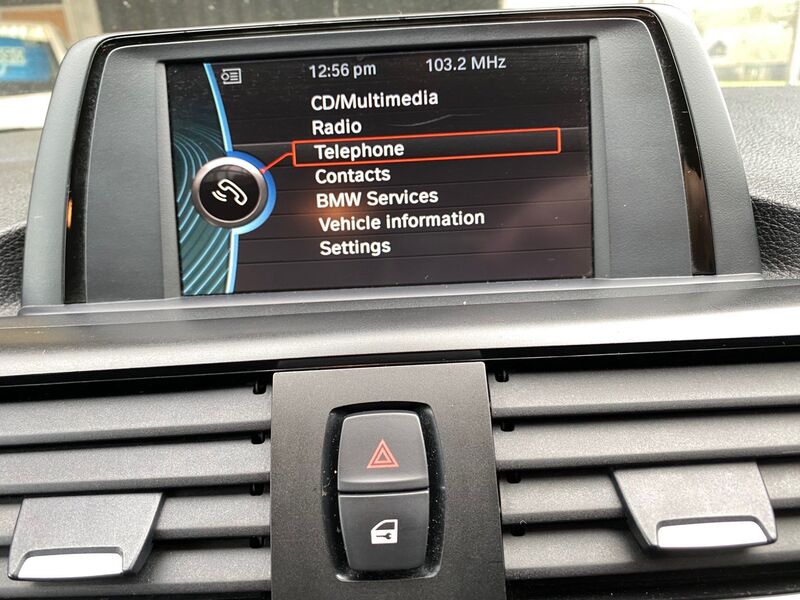 12:56 pm 103.2 MHz
CD/Multimedia
Radio
Telephone
Contacts
BMW Services
Vehicle information
Settings